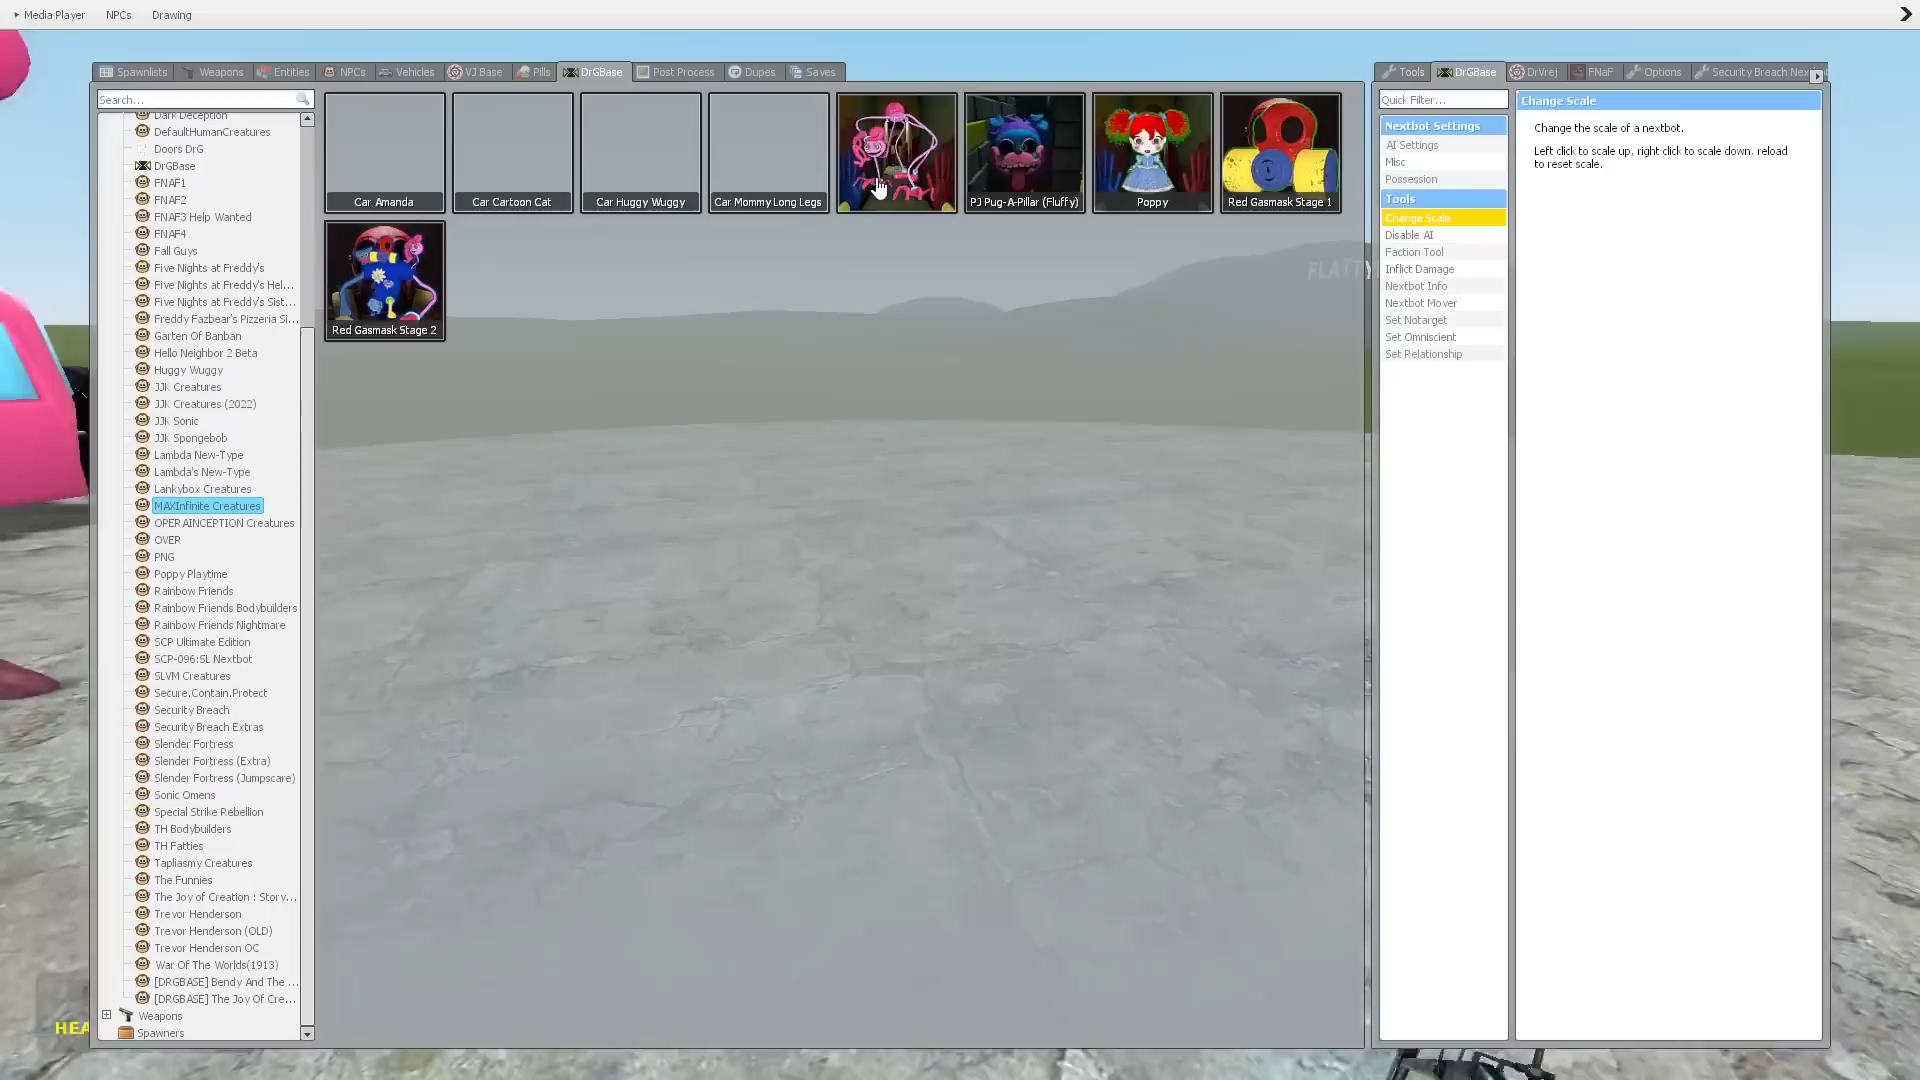 Media Player NPCs Drawing
Spawnlists Weapons Entities NPCs Vehicles VJ Base Pills DrGBase Post Process Dupes Saves
Search...
Dark Deception
DefaultHumanCreatures
Doors DrG
DrGBase
FNAF1
FNAF2
FNAF3 Help Wanted
FNAF4
Fall Guys
Five Nights at Freddy's
Five Nights at Freddy's Hel...
Five Nights at Freddy's Sist...
Freddy Fazbear's Pizzeria Si...
Garten Of Banban
Hello Neighbor 2 Beta
Huggy Wuggy
JJK Creatures
JJK Creatures (2022)
JJK Sonic
JJK Spongebob
Lambda New-Type
Lambda's New-Type
Lankybox Creatures
MAXInfinite Creatures
OPERAINCEPTION Creatures
OVER
PNG
Poppy Playtime
Rainbow Friends
Rainbow Friends Bodybuilders
Rainbow Friends Nightmare
SCP Ultimate Edition
SCP-096:SL Nextbot
SLVM Creatures
Secure.Contain.Protect
Security Breach
Security Breach Extras
Slender Fortress
Slender Fortress (Extra)
Slender Fortress (Jumpscare)
Sonic Omens
Special Strike Rebellion
TH Bodybuilders
TH Fatties
Tapliasmy Creatures
The Funnies
The Joy of Creation : Story...
Trevor Henderson
Trevor Henderson (OLD)
Trevor Henderson OC
War Of The Worlds(1913)
[DRGBASE] Bendy And The ...
[DRGBASE] The Joy Of Cre...
Weapons
Spawners
Car Amanda
Car Cartoon Cat
Car Huggy Wuggy
Car Mommy Long Legs
PJ Pug-A-Pillar (Fluffy)
Poppy
Red Gasmask Stage 1
Red Gasmask Stage 2
Tools DrGBase DrVrej FNaF Options Security Breach
Quick Filter...
Nextbot Settings
AI Settings
Misc
Possession
Tools
Change Scale
Disable AI
Faction Tool
Inflict Damage
Nextbot Info
Nextbot Mover
Set Notarget
Set Omniscient
Set Relationship
Change Scale
Change the scale of a nextbot.
Left click to scale up, right click to scale down, reload
to reset scale.